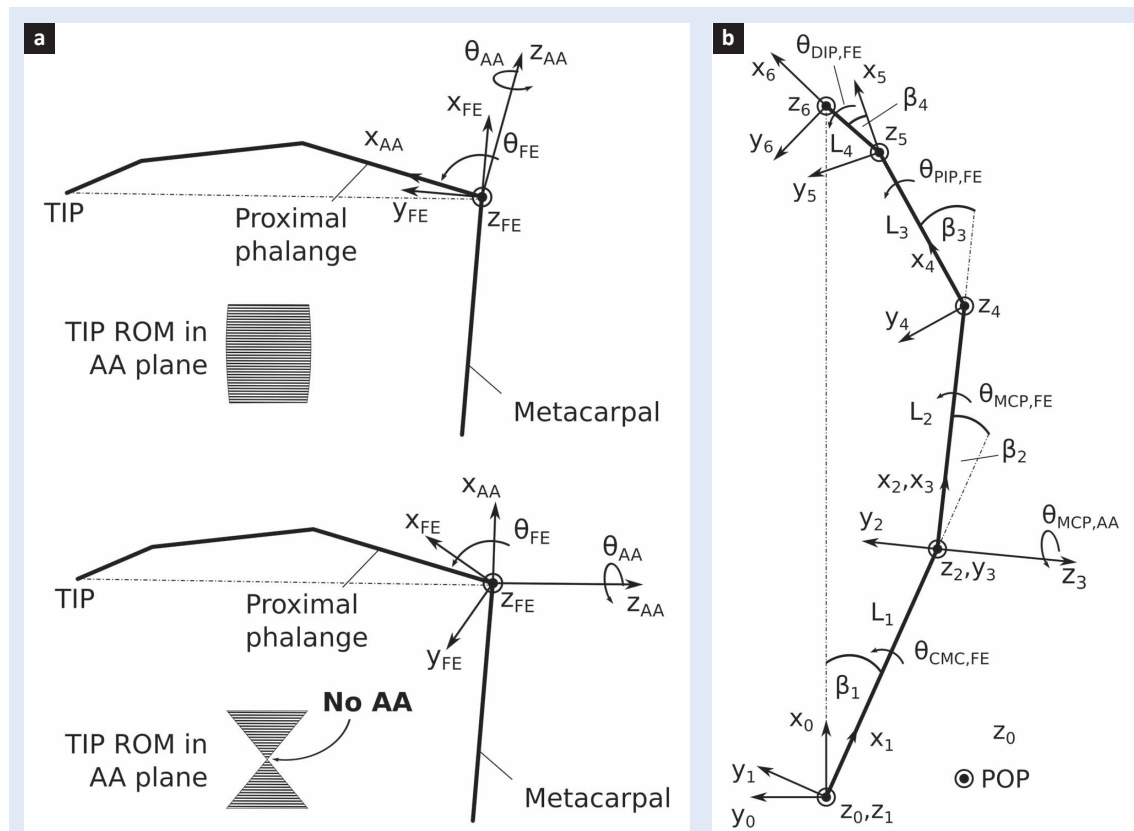 a
θAA
zAA
xFE
xAA
θFE
yFE
zFE
TIP
Proximal
phalange
TIP ROM in
AA plane
Metacarpal
xAA
xFE
θFE
θAA
TIP
zFE
zAA
Proximal
phalange
yFE
No AA
TIP ROM in
AA plane
Metacarpal
b
θDIP,FE
x6
x5
z6
β4
y6
L4
z5
y5
θPIP,FE
L3
β3
x4
z4
y4
θMCP,FE
L2
β2
x2,x3
y2
θMCP,AA
z2,y3
z3
L1
θCMC,FE
β1
x0
x1
z0
y1
POP
y0
z0,z1